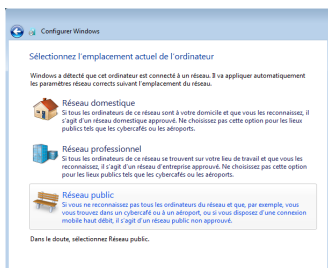 Configurer Windows
Sélectionnez l'emplacement actuel de l'ordinateur
Windows a détecté que cet ordinateur est connecté à un réseau. Il va appliquer automatiquement
les paramètres réseau corrects suivant l'emplacement du réseau.
Réseau domestique
Si tous les ordinateurs de ce réseau sont à votre domicile et que vous les reconnaissez, il
s'agit d'un réseau domestique approuvé. Ne choisissez pas cette option pour les lieux
publics tels que les cybercafés ou les aéroports.
Réseau professionnel
Si tous les ordinateurs de ce réseau se trouvent sur votre lieu de travail et que vous les
reconnaissez, il s'agit d'un réseau d'entreprise approuvé. Ne choisissez pas cette option
pour les lieux publics tels que les cybercafés ou les aéroports.
Réseau public
Si vous ne reconnaissez pas tous les ordinateurs du réseau et que, par exemple, vous
vous trouvez dans un cybercafé ou à un aéroport, ou si vous disposez d'une connexion
mobile haut débit, il s'agit d'un réseau public non approuvé.
Dans le doute, sélectionnez Réseau public.